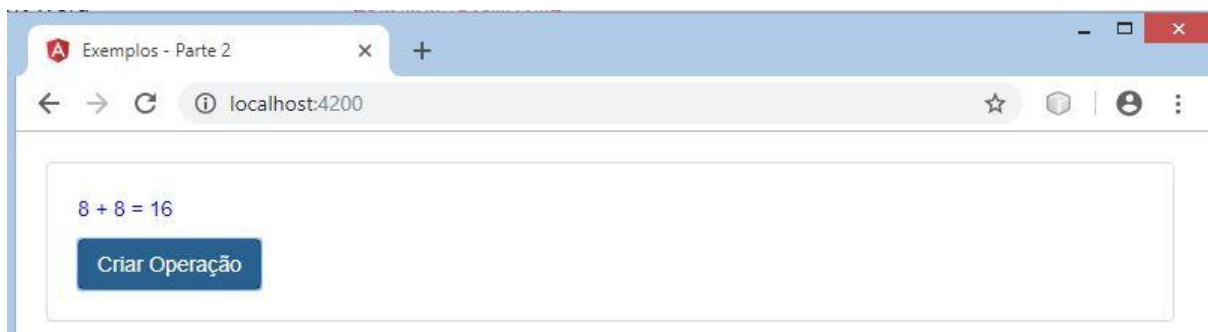 Exemplos - Parte 2
localhost:4200
8 + 8 = 16
Criar Operação